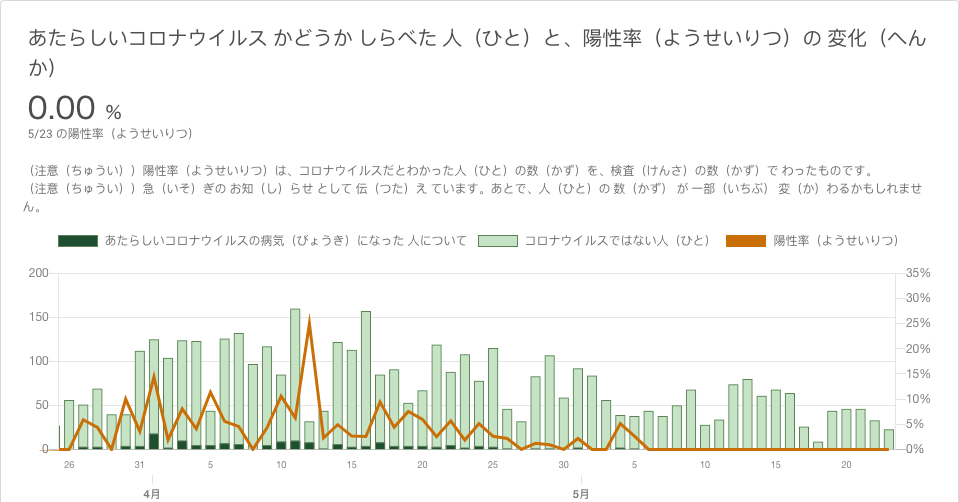 あたらしいコロナウイルス かどうか しらべた 人（ひと）と、陽性率（ようせいりつ）の 変化（へん
か）
0.00 %
5/23 の陽性率（ようせいりつ）
（注意（ちゅうい））陽性率（ようせいりつ）は、コロナウイルスだとわかった人（ひと）の数（かず）を、検査（けんさ）の数（かず）で わったものです。
（注意（ちゅうい））急（いそ）ぎの お知（し）らせ として 伝（つた）え ています。あとで、人（ひと）の 数（かず） が 一部（いちぶ） 変（か）わるかもしれませ
ん。
あたらしいコロナウイルスの病気（びょうき）になった 人について コロナウイルスではない人（ひと） 陽性率（ようせいりつ）
200 35%
30%
150 25%
100 20%
15%
50 10%
5%
0 0%
26 31 5 10 15 20 25 30 5 10 15 20
4月 5月